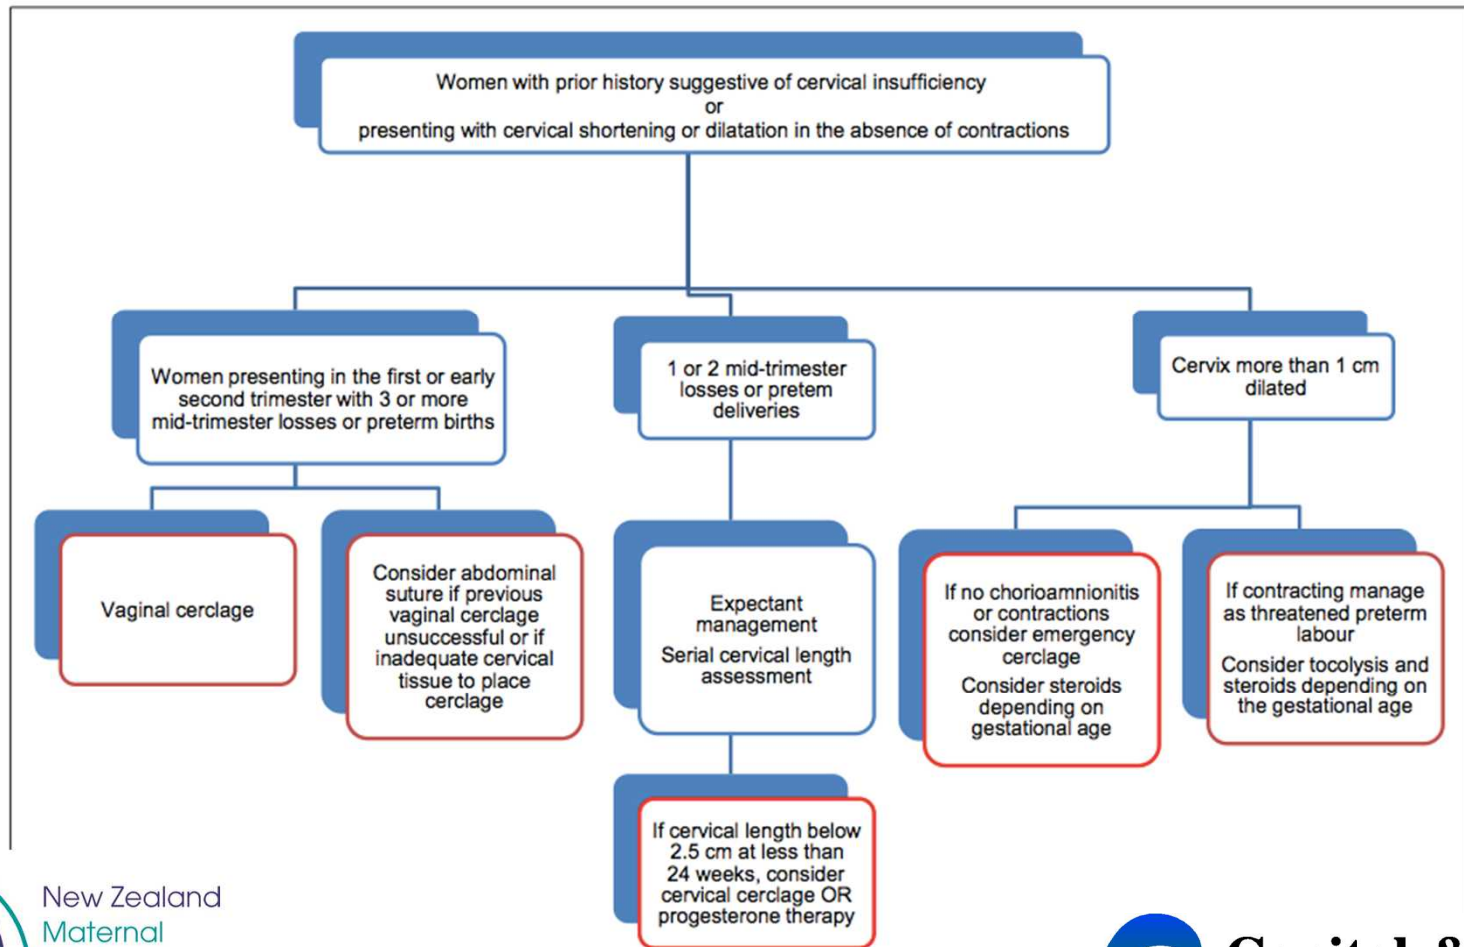 Women with prior history suggestive of cervical insufficiency
or
presenting with cervical shortening or dilatation in the absence of contractions
Women presenting in the first or early
second trimester with 3 or more
mid-trimester losses or preterm births
1 or 2 mid-trimester
losses or pretem
deliveries
Cervix more than 1 cm
dilated
Vaginal cerclage
Consider abdominal
suture if previous
vaginal cerclage
unsuccessful or if
inadequate cervical
tissue to place
cerclage
Expectant
management
Serial cervical length
assessment
If no chorioamnionitis
or contractions
consider emergency
cerclage
Consider steroids
depending on
gestational age
If contracting manage
as threatened preterm
labour
Consider tocolysis and
steroids depending on
the gestational age
If cervical length below
2.5 cm at less than
24 weeks, consider
cervical cerclage OR
progesterone therapy
New Zealand
Maternal